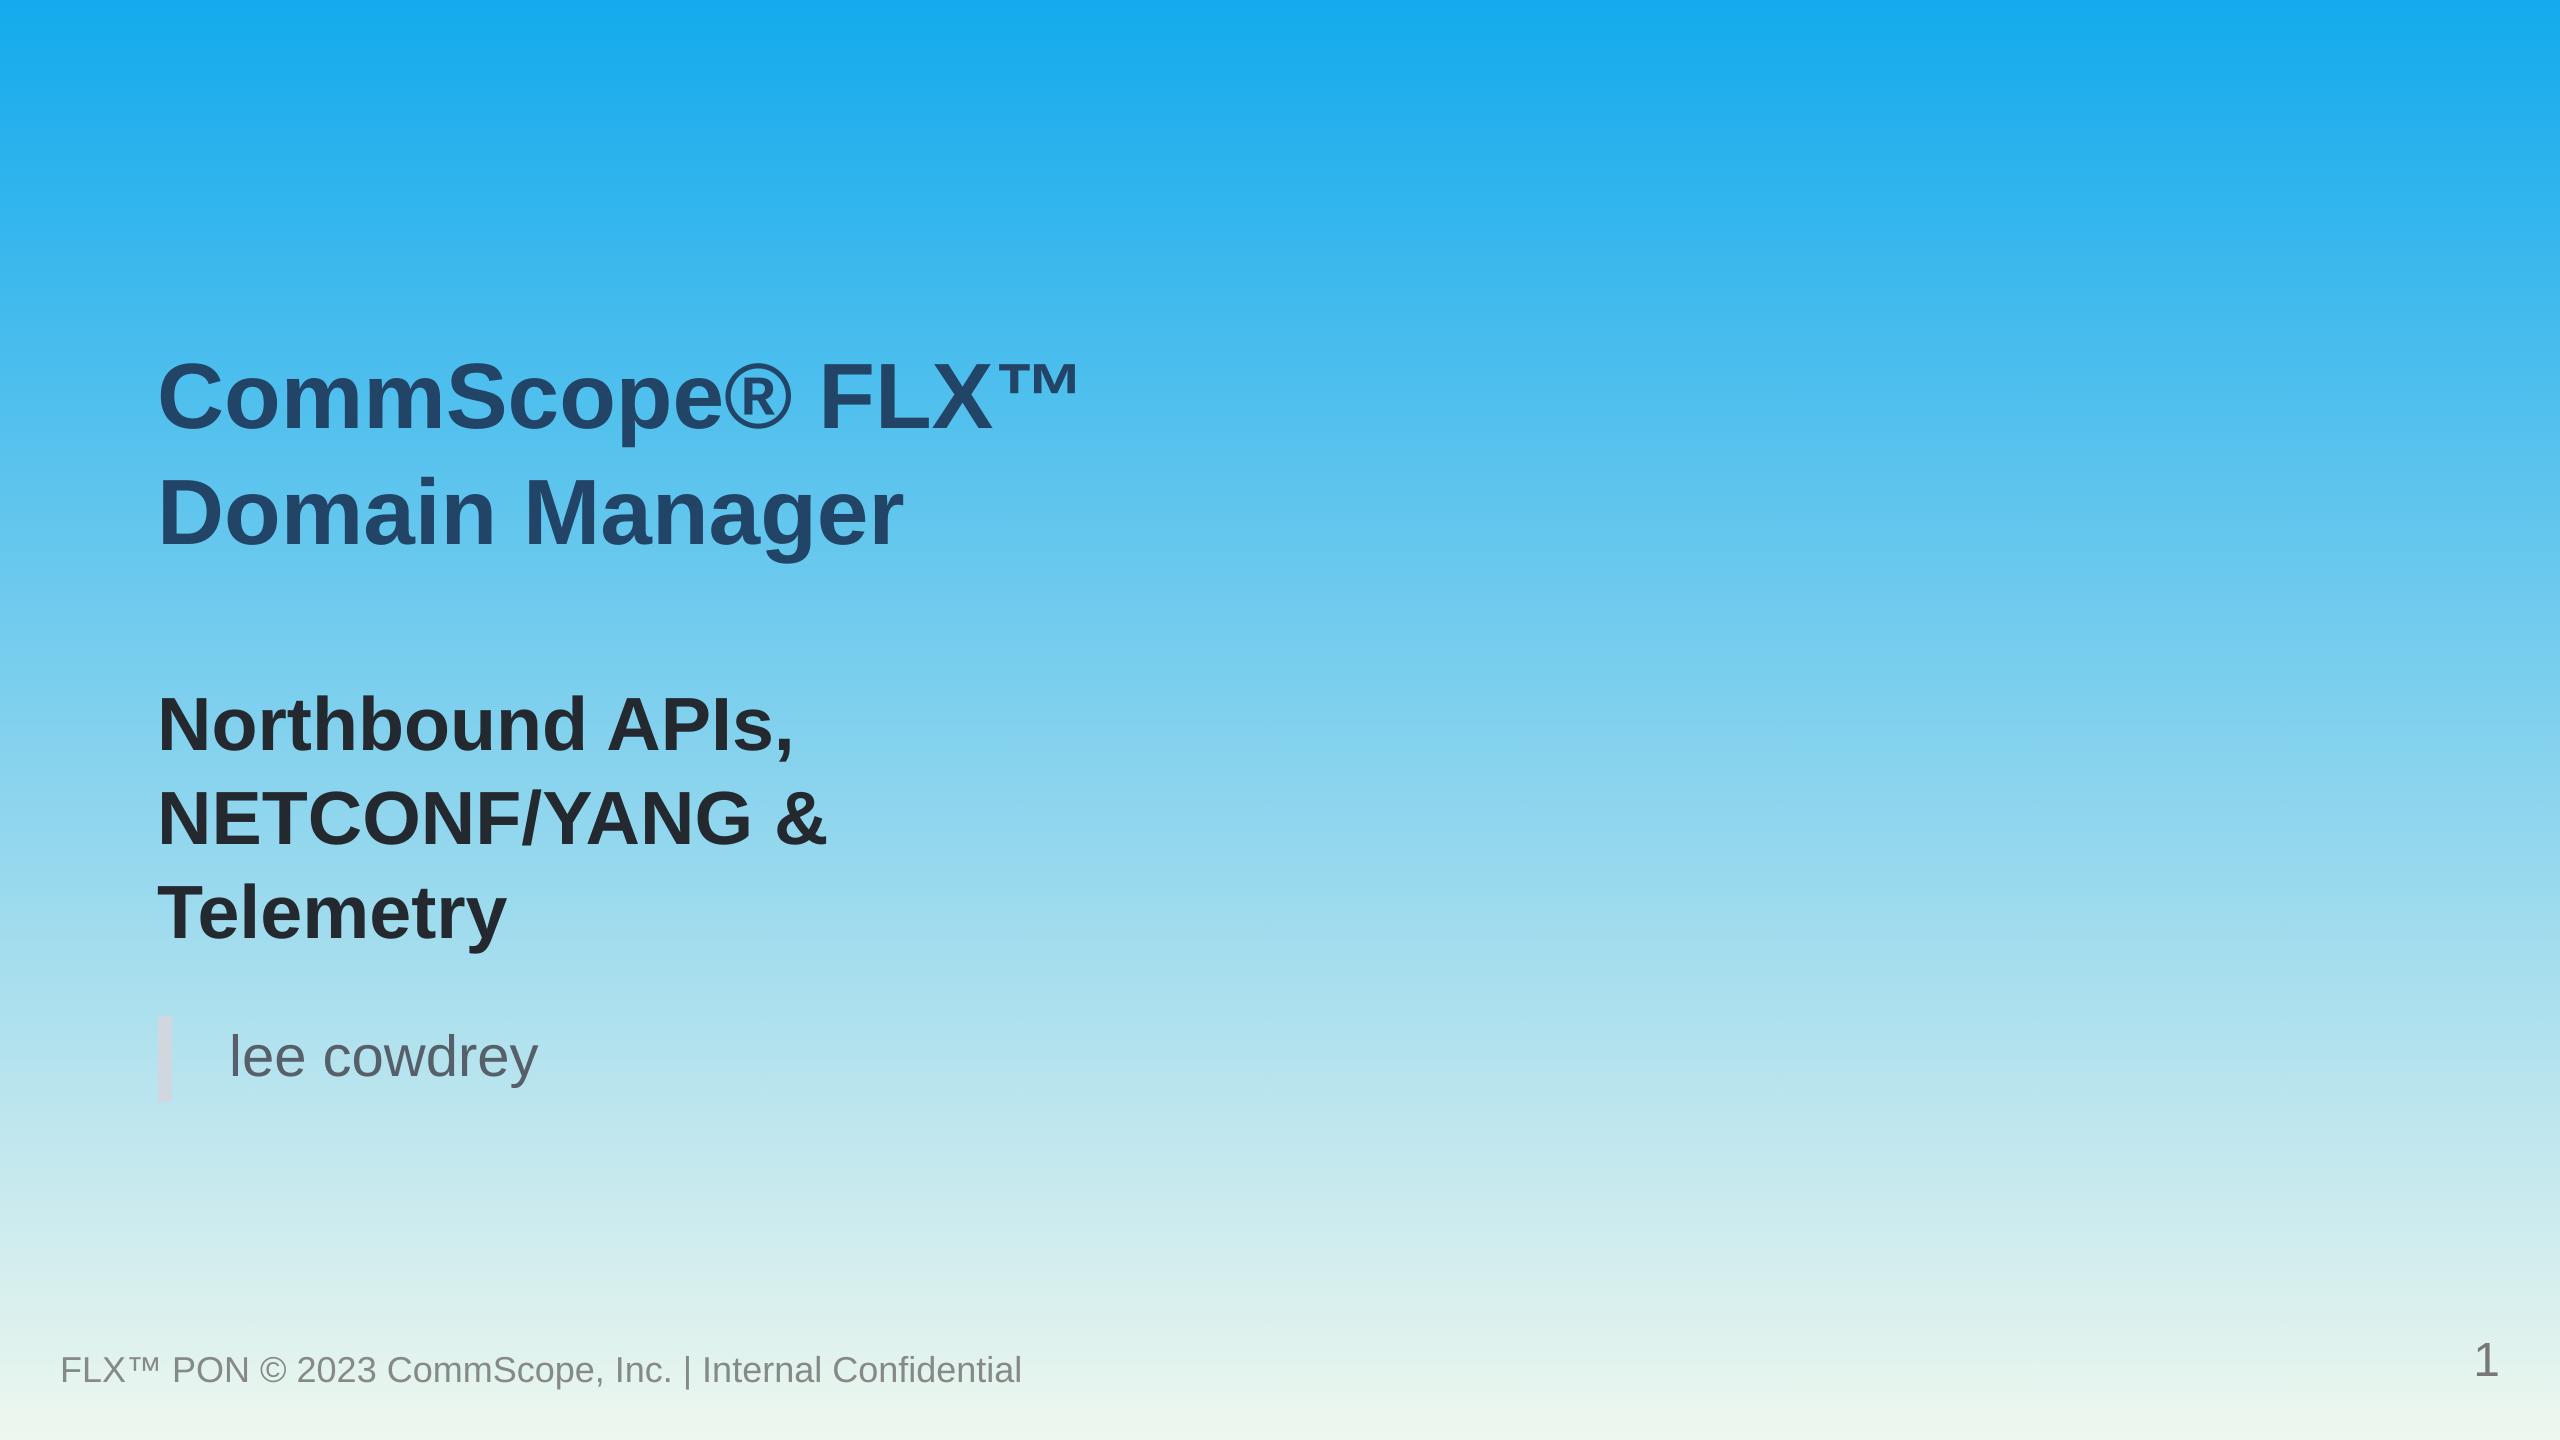 CommScope® FLX™
Domain Manager
Northbound APIs,
NETCONF/YANG &
Telemetry
lee cowdrey
FLX™ PON © 2023 CommScope, Inc. | Internal Confidential
1